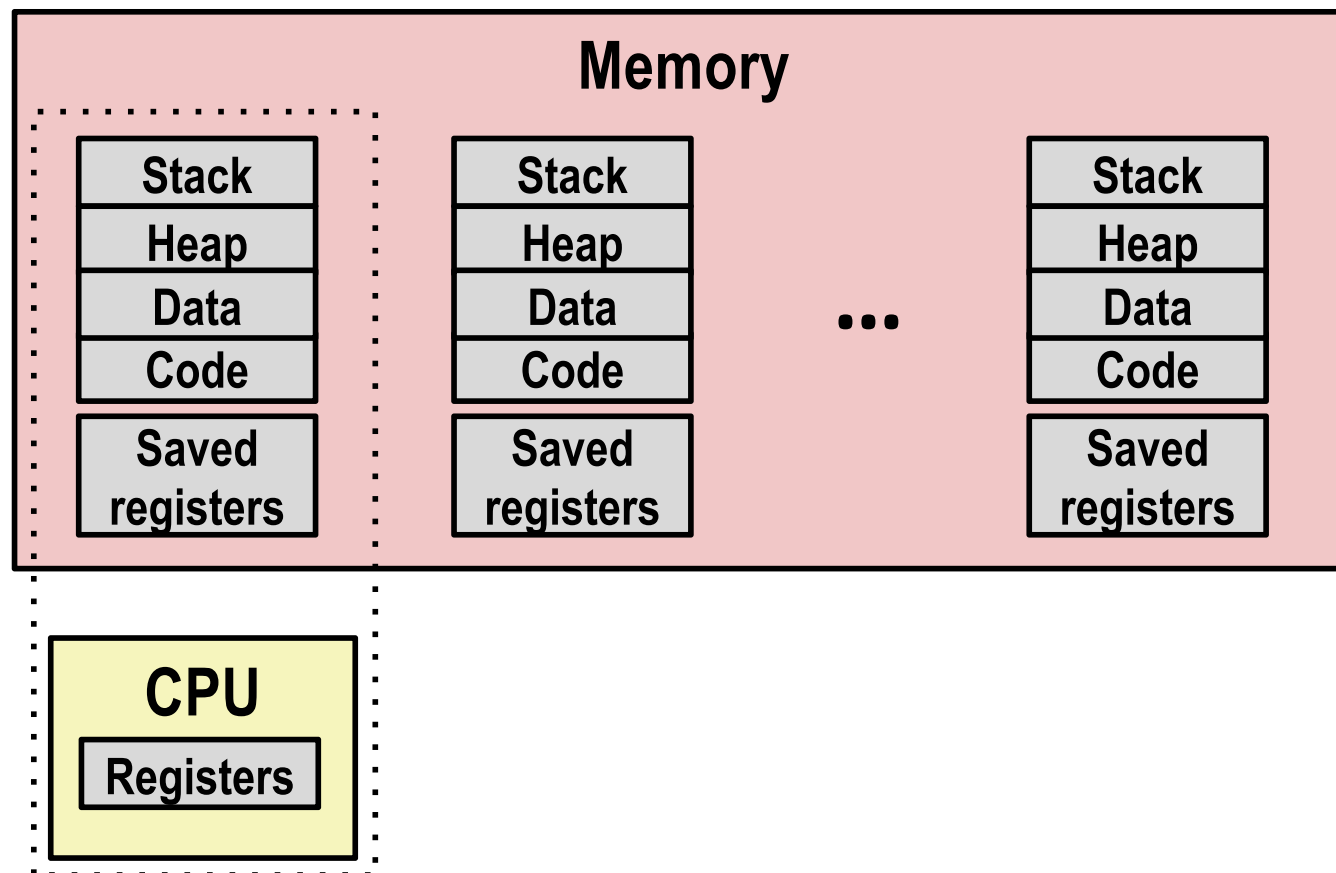 Memory
Stack
Heap
Data
Code
Saved
registers
Stack
Heap
Data
Code
Saved
registers
...
Stack
Heap
Data
Code
Saved
registers
CPU
Registers